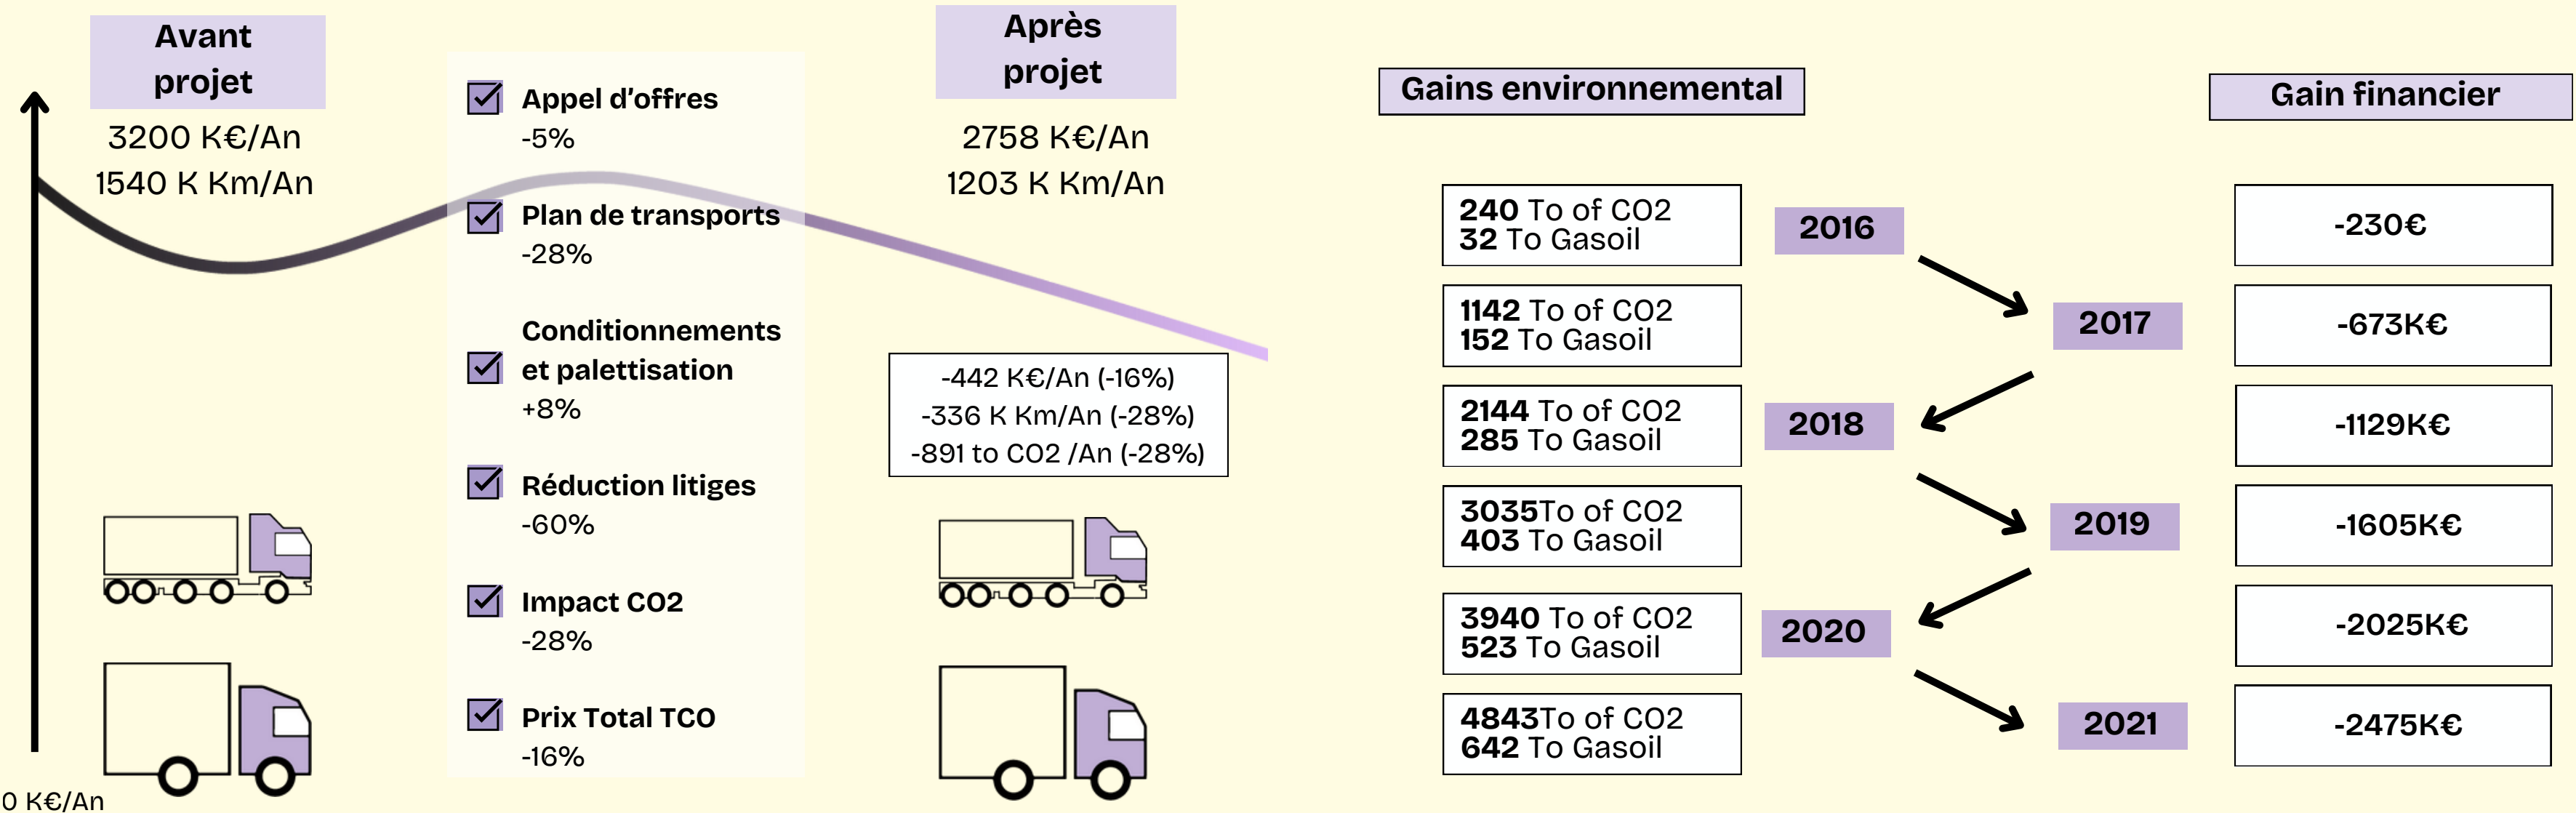 Avant
projet
3200 K€/An
1540 K Km/An
0 K€/An
Appel d’offres
-5%
Plan de transports
-28%
Conditionnements
et palettisation
+8%
Réduction litiges
-60%
Impact CO2
-28%
Prix Total TCO
-16%
Après
projet
2758 K€/An
1203 K Km/An
-442 K€/An (-16%)
-336 K Km/An (-28%)
-891 to CO2 /An (-28%)
Gains environnemental
Gain financier
240 To of CO2
32 To Gasoil
2016
-230€
1142 To of CO2
152 To Gasoil
2017
-673K€
2144 To of CO2
285 To Gasoil
2018
-1129K€
3035To of CO2
403 To Gasoil
2019
-1605K€
3940 To of CO2
523 To Gasoil
2020
-2025K€
4843To of CO2
642 To Gasoil
2021
-2475K€